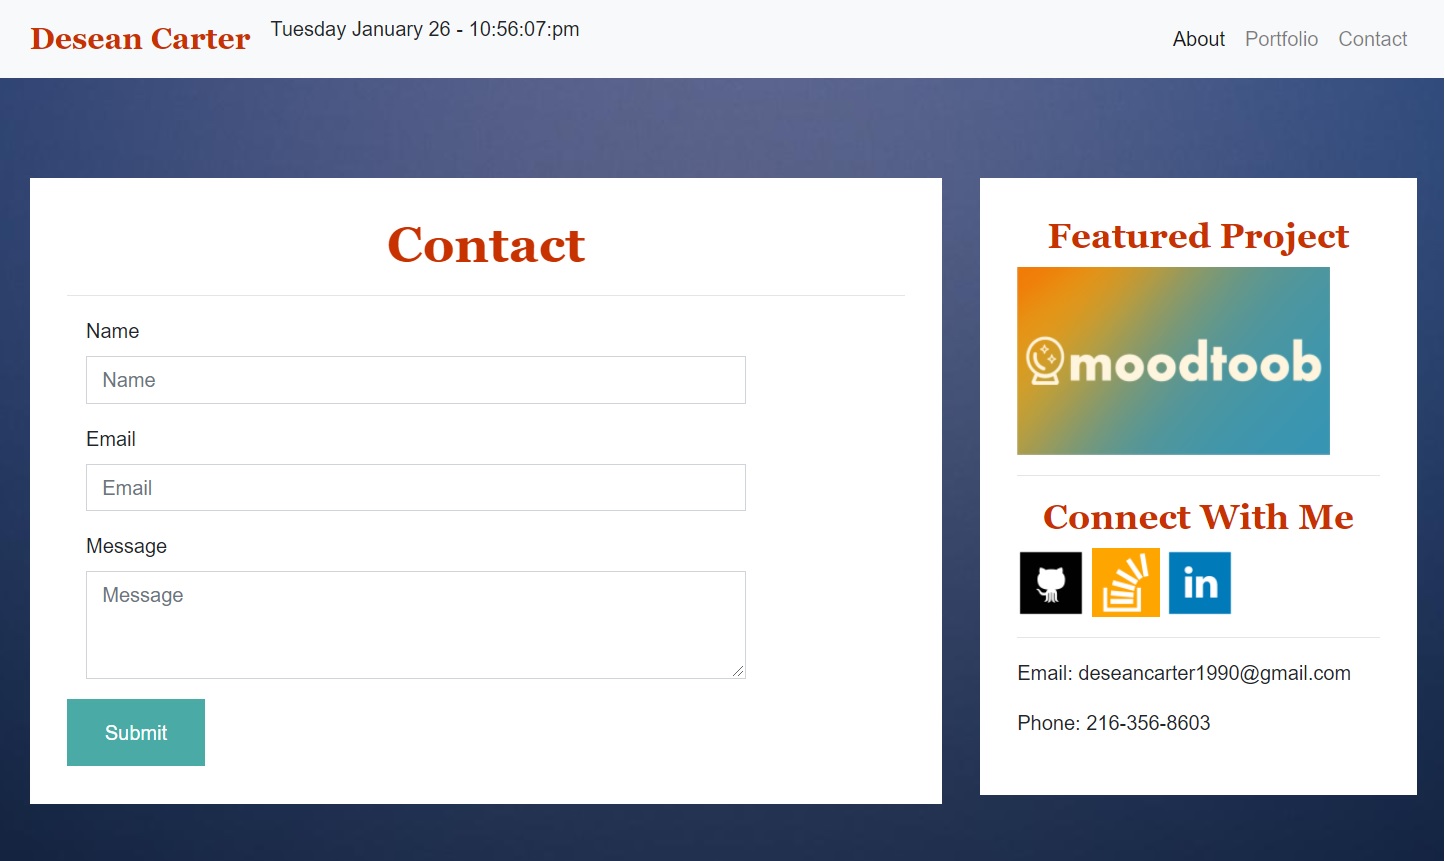 Desean Carter
Tuesday January 26 - 10:56:07:pm
About Portfolio Contact
Contact
Name
Name
Email
Email
Message
Message
Submit
Featured Project
moodtoob
Connect With Me
in
Email: deseancarter1990@gmail.com
Phone: 216-356-8603